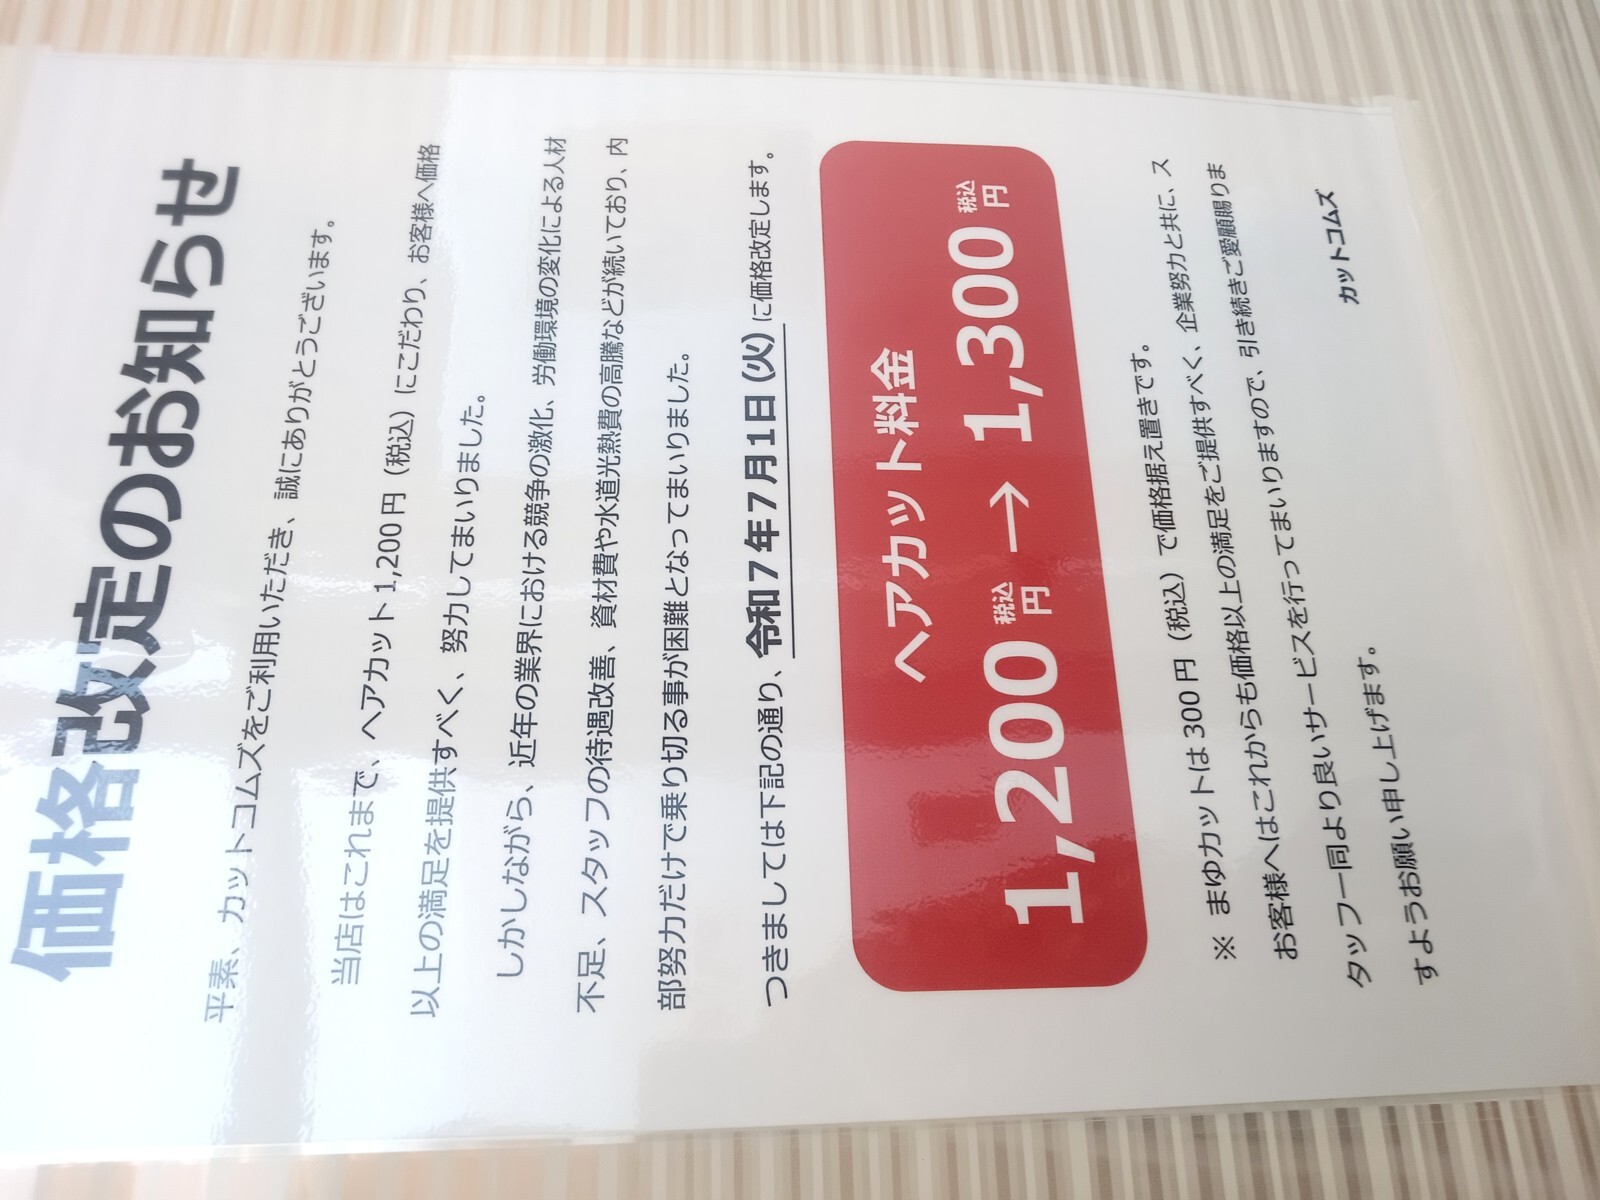 価格改定のお知らせ
平素、カットコムズをご利用いただき、誠にありがとうございます。
当店はこれまで、ヘアカット1,200円（税込）にこだわり、お客様へ価格
以上の満足を提供すべく、努力してまいりました。
しかしながら、近年の業界における競争の激化、労働環境の変化による人材
不足、スタッフの待遇改善、資材費や水道光熱費の高騰などが続いており、内
部努力だけで乗り切る事が困難となってまいりました。
つきましては下記の通り、令和7年7月1日（火）に価格改定します。
ヘアカット料金
1,200税込円→1,300税込円
※ まゆカットは300円（税込）で価格据え置きです。
お客様へはこれからも価格以上の満足をご提供すべく、企業努力と共に、ス
タッフ一同より良いサービスを行ってまいりますので、引き続きご愛顧賜りま
すようお願い申し上げます。
カットコムズ